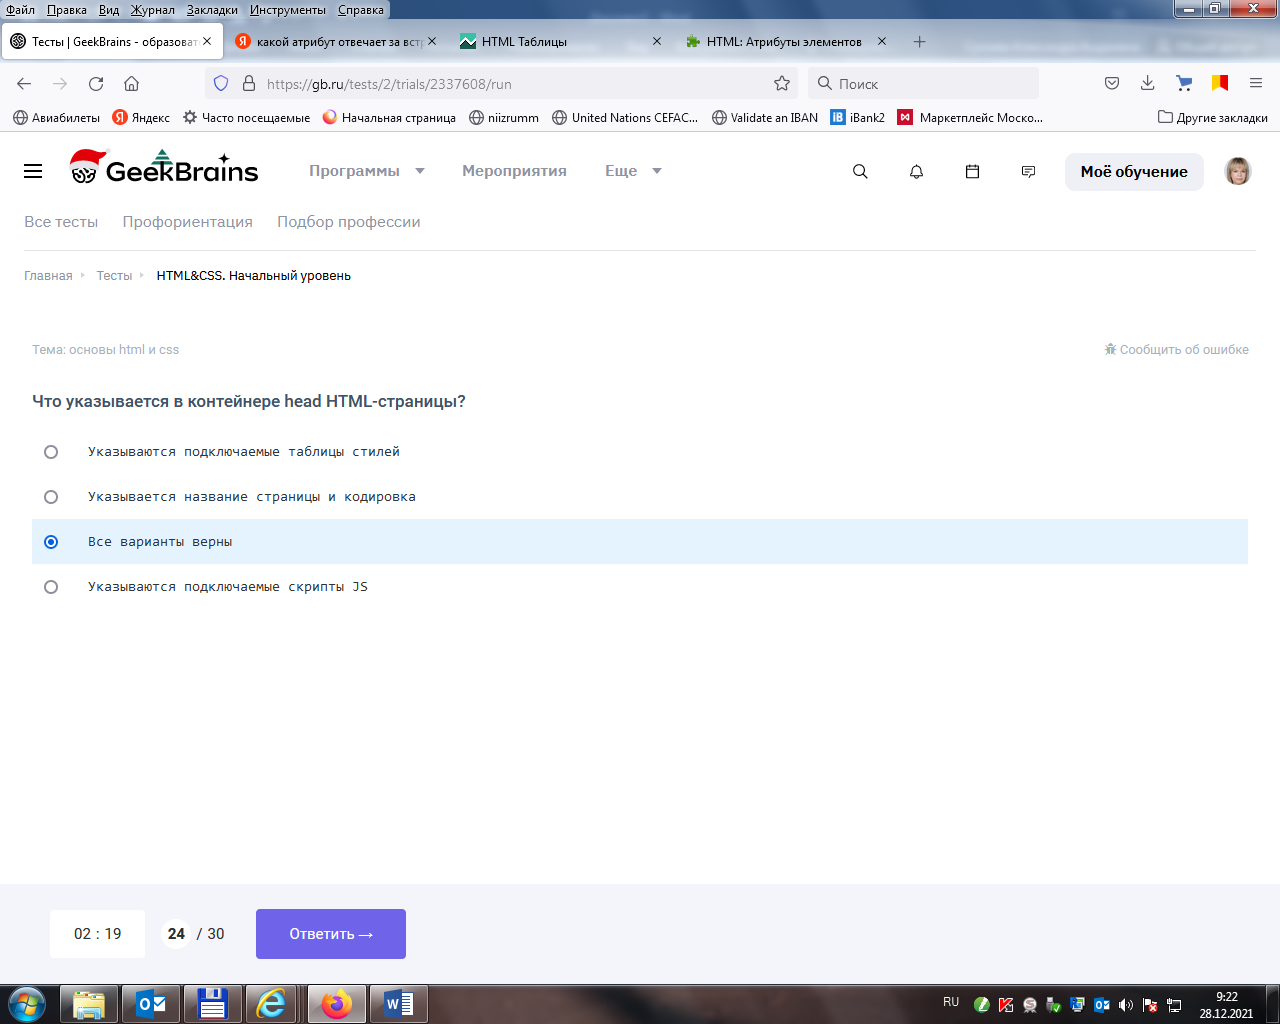 Файл Правка Вид Журнал Закладки Инструменты Справка
Тесты | GeekBrains - образоват
какой атрибут отвечает за встр
HTML Таблицы
HTML: Атрибуты элементов
https://gb.ru/tests/2/trials/2337608/run
Поиск
Авиабилеты Яндекс Часто посещаемые Начальная страница niizrumm United Nations CEFAC... Validate an IBAN iBank2 Маркетплейс Моско... Другие закладки
GeekBrains Программы Мероприятия Еще Моё обучение
Все тесты Профориентация Подбор профессии
Главная Тесты HTML&CSS. Начальный уровень
Тема: основы html и css Сообщить об ошибке
Что указывается в контейнере head HTML-страницы?
Указываются подключаемые таблицы стилей
Указывается название страницы и кодировка
Все варианты верны
Указываются подключаемые скрипты JS
02 : 19 24 / 30 Ответить →
RU 9:22
28.12.2021